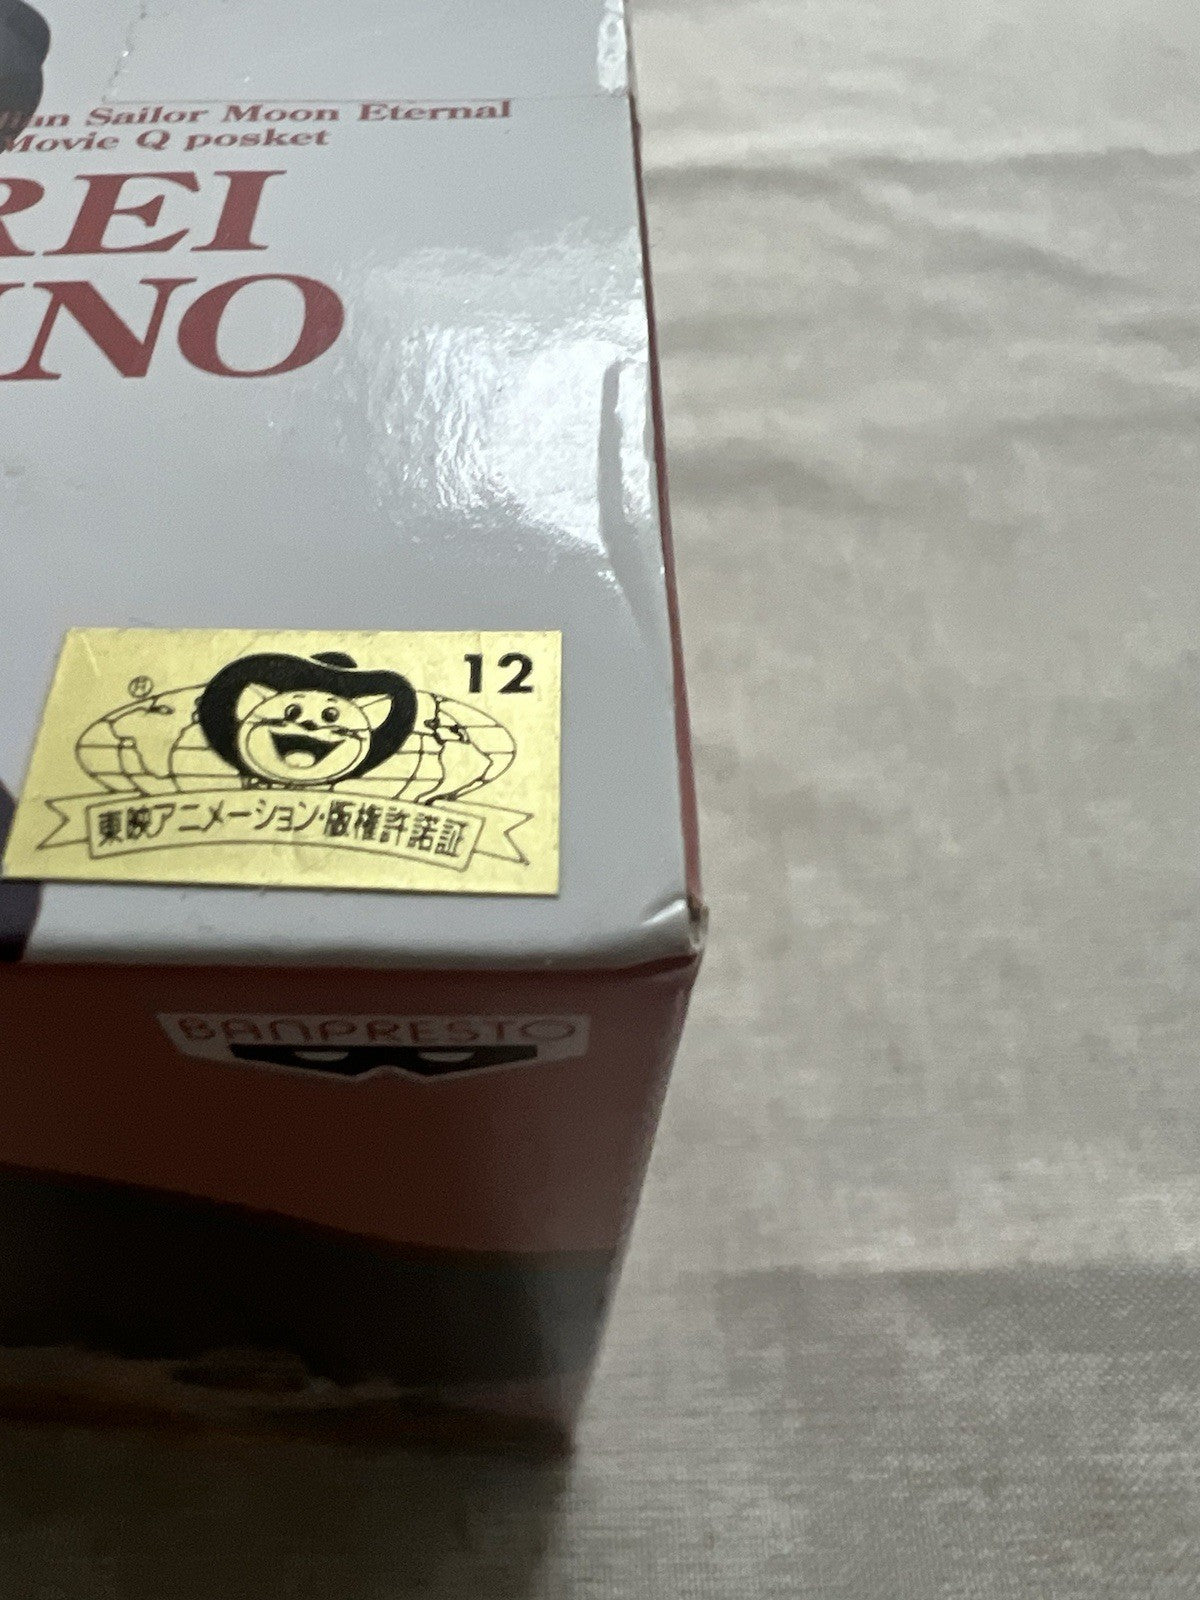 Sailor Moon Eternal
Movie Q posket
REI
NO
12
®
東映アニメーション・版権許諾証
BANPRESTO